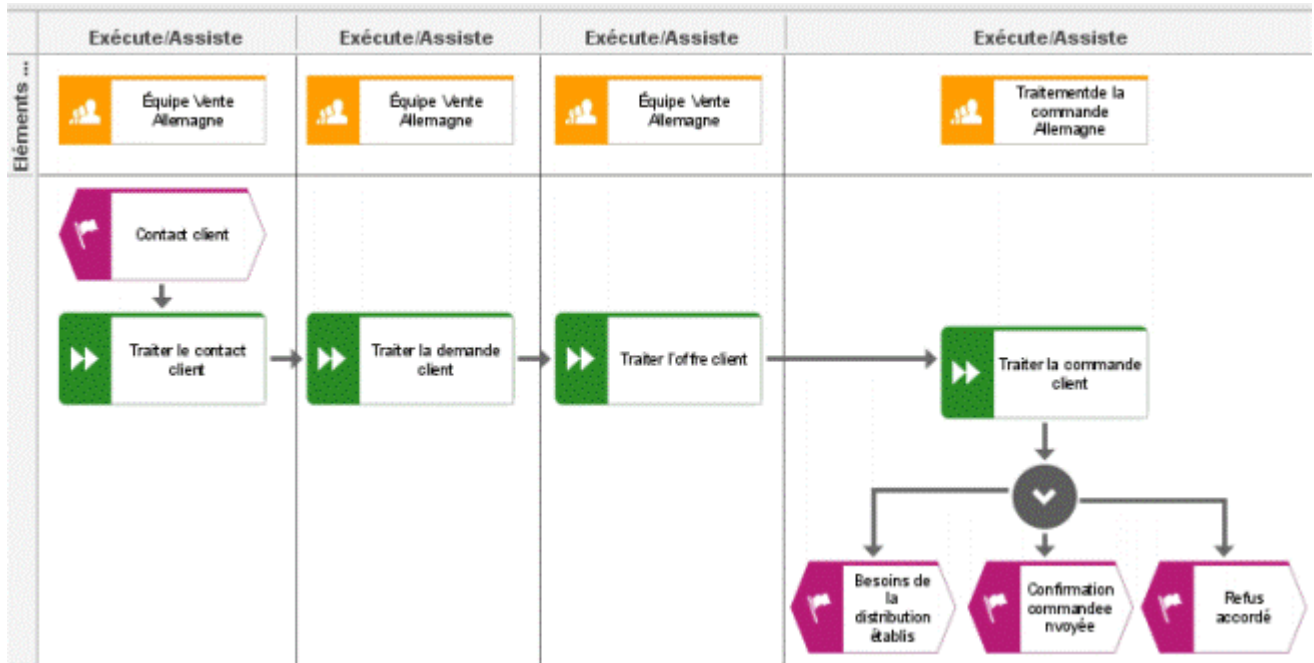 Exécute/Assiste
Exécute/Assiste
Exécute/Assiste
Exécute/Assiste
Eléments ...
Équipe Vente
Allemagne
Équipe Vente
Allemagne
Équipe Vente
Allemagne
Traitementde la
commande
Allemagne
Contact client
Traiter le contact
client
Traiter la demande
client
Traiter l'offre client
Traiter la commande
client
Besoins de
la
distribution
établis
Confirmation
commandee
nvoyée
Refus
accordé